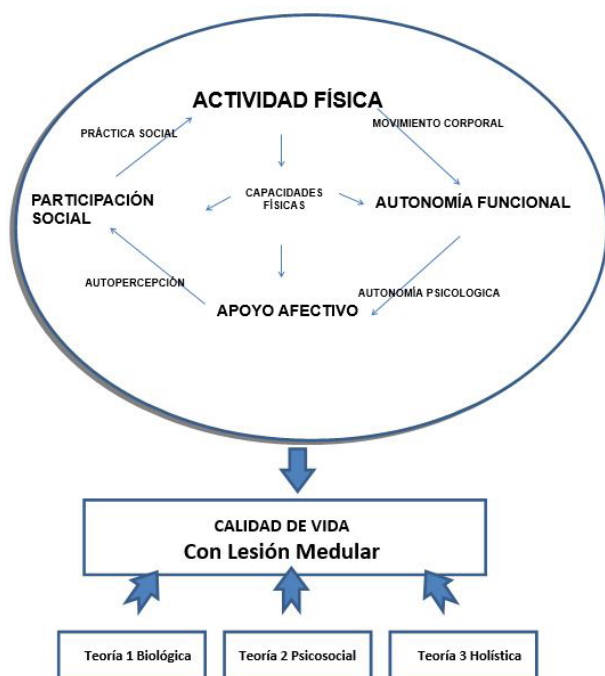 ACTIVIDAD FÍSICA
PRÁCTICA SOCIAL
MOVIMIENTO CORPORAL
PARTICIPACIÓN
SOCIAL
CAPACIDADES
FÍSICAS
AUTONOMÍA FUNCIONAL
AUTOPERCEPCIÓN
AUTONOMÍA PSICOLOGICA
APOYO AFECTIVO
CALIDAD DE VIDA
Con Lesión Medular
Teoría 1 Biológica
Teoría 2 Psicosocial
Teoría 3 Holística